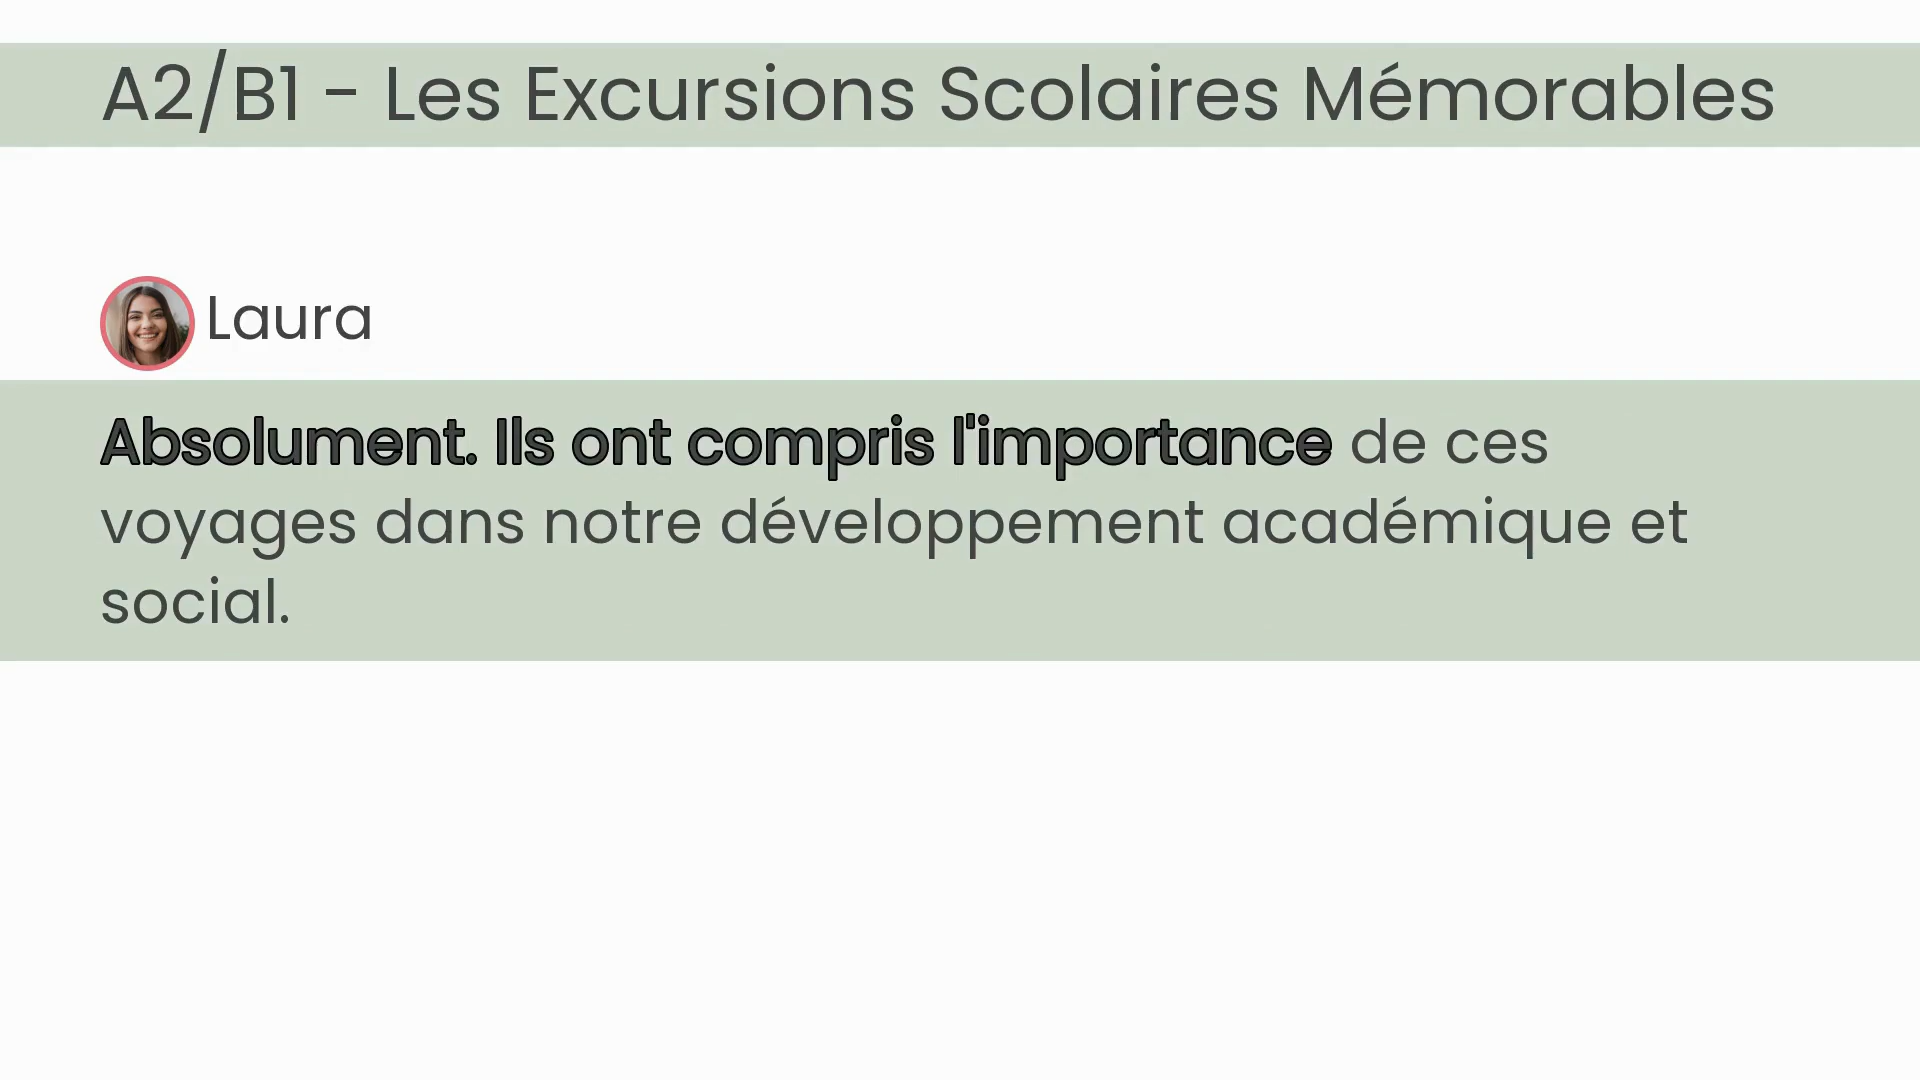 A2/B1 - Les Excursions Scolaires Mémorables
Laura
Absolument. Ils ont compris l'importance de ces
voyages dans notre développement académique et
social.